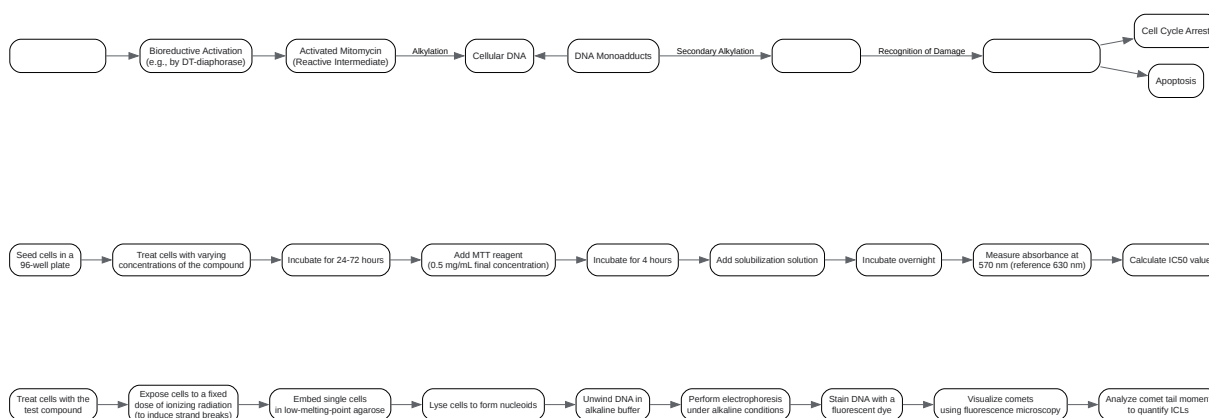 Cell Cycle Arrest
Bioreductive Activation
(e.g., by DT-diaphorase)
Activated Mitomycin
(Reactive Intermediate)
Alkylation
Cellular DNA
DNA Monoadducts
Secondary Alkylation
Recognition of Damage
Apoptosis
Seed cells in a
96-well plate
Treat cells with varying
concentrations of the compound
Incubate for 24-72 hours
Add MTT reagent
(0.5 mg/mL final concentration)
Incubate for 4 hours
Add solubilization solution
Incubate overnight
Measure absorbance at
570 nm (reference 630 nm)
Calculate IC50 value
Treat cells with the
test compound
Expose cells to a fixed
dose of ionizing radiation
(to induce strand breaks)
Embed single cells
in low-melting-point agarose
Lyse cells to form nucleoids
Unwind DNA in
alkaline buffer
Perform electrophoresis
under alkaline conditions
Stain DNA with a
fluorescent dye
Visualize comets
using fluorescence microscopy
Analyze comet tail momen
to quantify ICLs